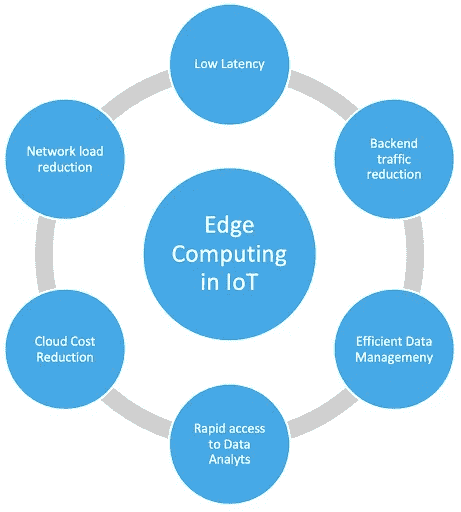 Low Latency
Backend
traffic
reduction
Efficient Data
Managemeny
Rapid access
to Data
Analyts
Cloud Cost
Reduction
Network load
reduction
Edge
Computing
in IoT